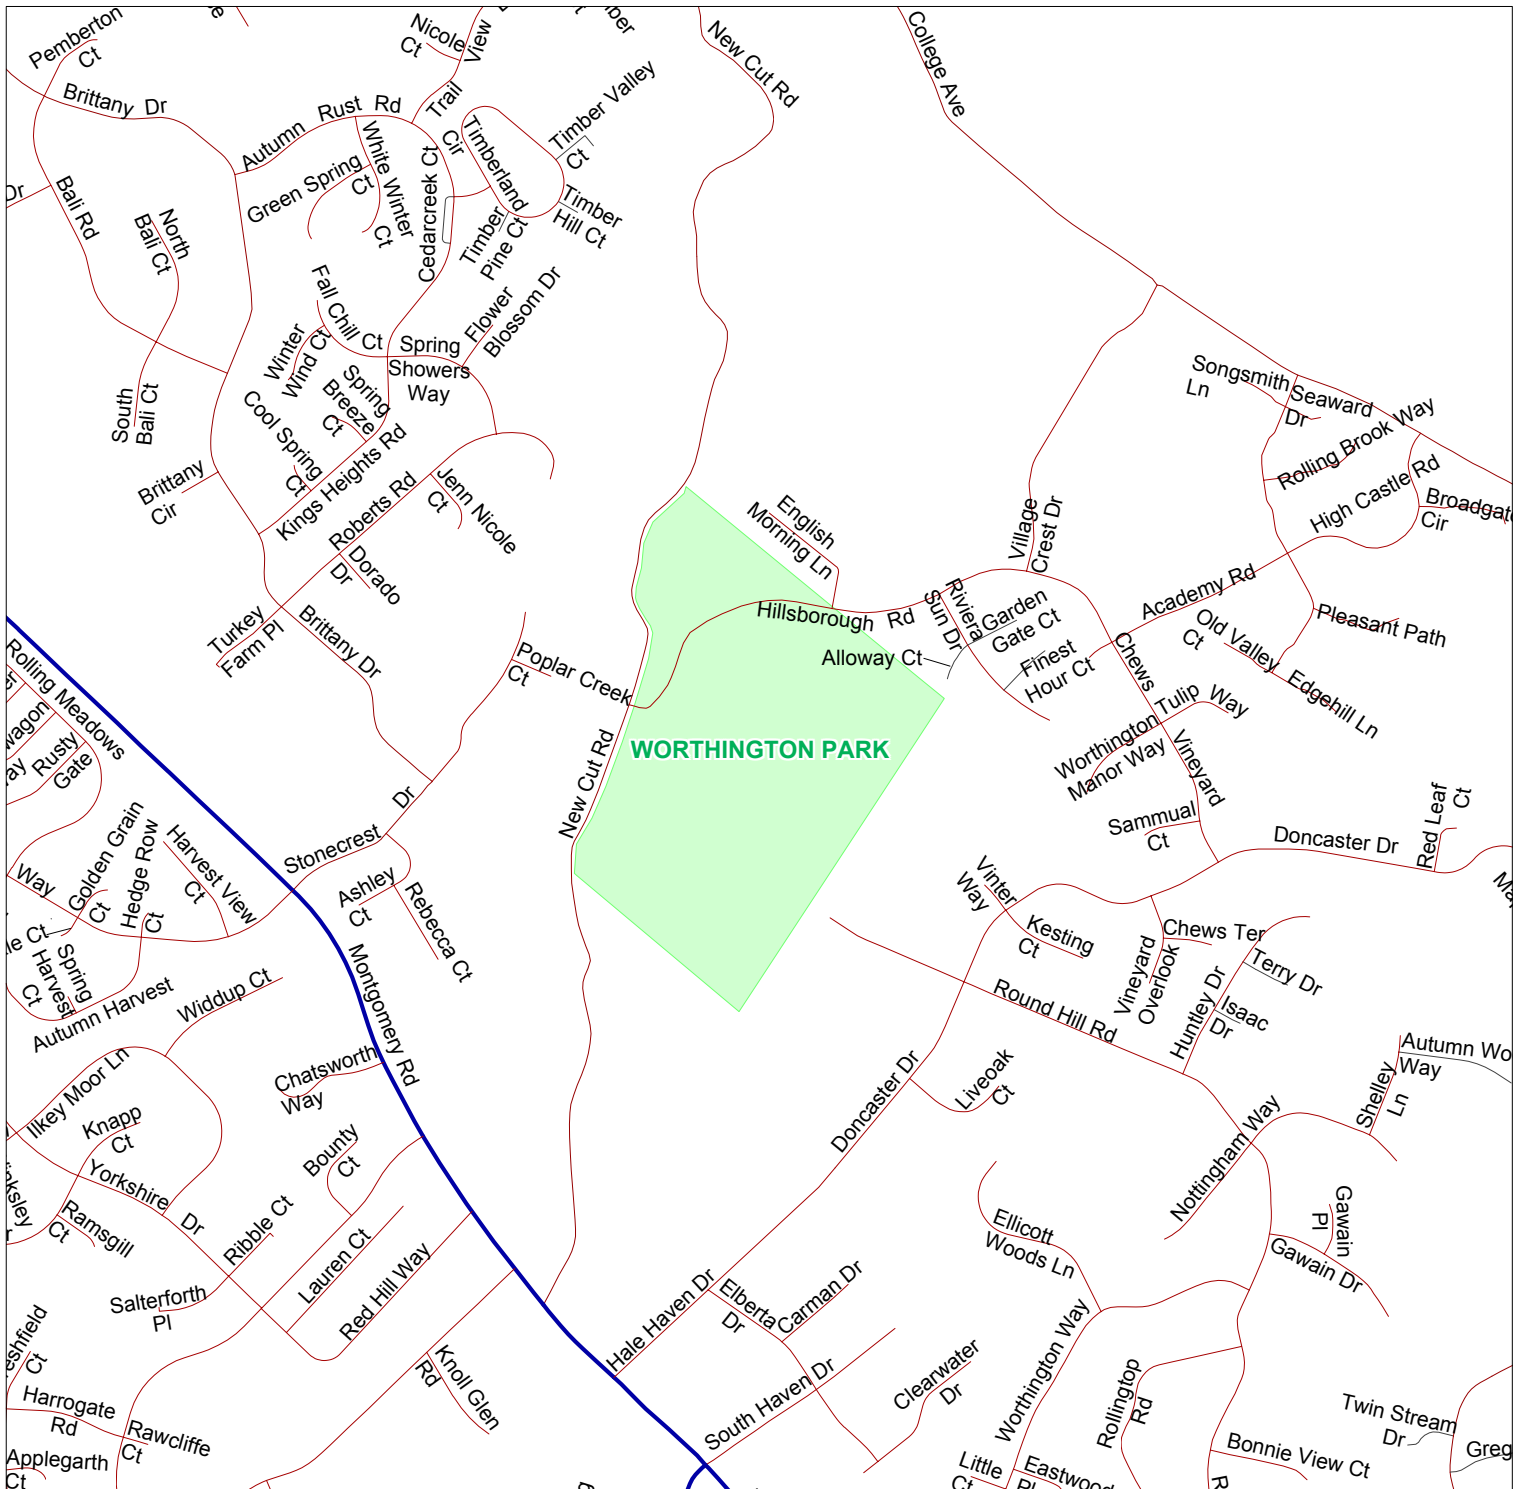 Pemberton
Ct
Brittany Dr
Nicole
Ct
View
Trail
New Cut Rd
College Ave
Autumn Rust Rd
White Winter
Ct
Green Spring
Ct
Cedarcreek Ct
Timberland
Cir
Timber Valley
Ct
Timber
Hill Ct
Timber
Pine Ct
Dr
Bali Rd
North
Bali Ct
South
Bali Ct
Brittany
Cir
Fall Chill Ct
Winter
Wind Ct
Spring
Showers
Way
Flower
Blossom Dr
Spring
Breeze
Ct
Cool Spring
Ct
Kings Heights Rd
Roberts Rd
Jenn Nicole
Ct
Dorado
Dr
Turkey
Farm Pl
Brittany Dr
Poplar Creek
Ct
English
Morning Ln
Hillsborough Rd
Alloway Ct
Riviera
Sun Dr
Garden
Gate Ct
Finest
Hour Ct
Village
Crest Dr
Songsmith
Ln
Seaward
Dr
Rolling Brook Way
High Castle Rd
Cir
Academy Rd
Pleasant Path
Old Valley
Ct
Edgehill Ln
Chews
Vineyard
Worthington Tulip Way
Manor Way
Sammual
Ct
WORTHINGTON PARK
New Cut Rd
Rolling Meadows
Rusty
Gate
Way
Golden Grain
Ct
Hedge Row
Ct
Harvest View
Ct
Stonecrest Dr
Ashley
Ct
Rebecca Ct
Spring
Harvest
Ct
Autumn Harvest
Widdup Ct
Montgomery Rd
Chatsworth
Way
Ilkey Moor Ln
Knapp
Ct
Bounty
Ct
Yorkshire Dr
Ramsgill
Ct
Ribble Ct
Lauren Ct
Red Hill Way
Salterforth
Pl
Harrogate
Rd
Rawcliffe
Ct
Applegarth
Ct
Ct
Knoll Glen
Rd
Doncaster Dr
Red Leaf
Ct
Vinter
Way
Kesting
Ct
Chews Ter
Vineyard
Overlook
Huntley Dr
Terry Dr
Isaac
Dr
Round Hill Rd
Autumn Wo
Way
Shelley
Ln
Liveoak
Ct
Doncaster Dr
Nottingham Way
Gawain
Pl
Gawain Dr
Ellicott
Woods Ln
Hale Haven Dr
Elberta
Dr
Carman Dr
South Haven Dr
Clearwater
Dr
Worthington Way
Rollingtop
Rd
Twin Stream
Dr
Bonnie View Ct
Greg
Little
Ct
Eastwood